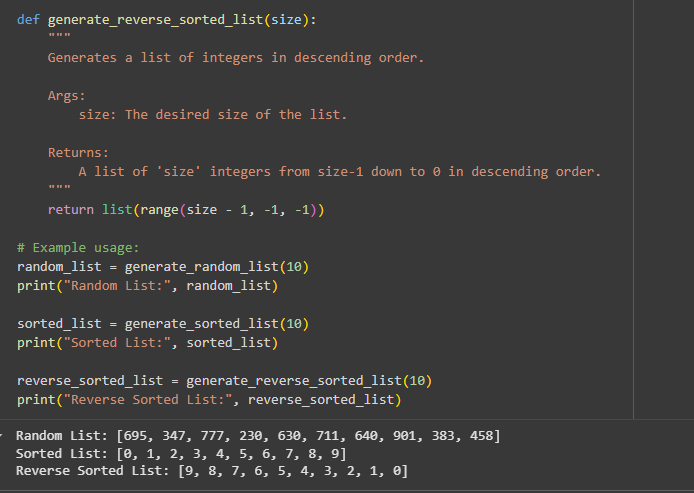 def generate_reverse_sorted_list(size):
    """
    Generates a list of integers in descending order.

    Args:
        size: The desired size of the list.

    Returns:
        A list of 'size' integers from size-1 down to 0 in descending order.
    """
    return list(range(size - 1, -1, -1))

# Example usage:
random_list = generate_random_list(10)
print("Random List:", random_list)

sorted_list = generate_sorted_list(10)
print("Sorted List:", sorted_list)

reverse_sorted_list = generate_reverse_sorted_list(10)
print("Reverse Sorted List:", reverse_sorted_list)

Random List: [695, 347, 777, 230, 630, 711, 640, 901, 383, 458]
Sorted List: [0, 1, 2, 3, 4, 5, 6, 7, 8, 9]
Reverse Sorted List: [9, 8, 7, 6, 5, 4, 3, 2, 1, 0]